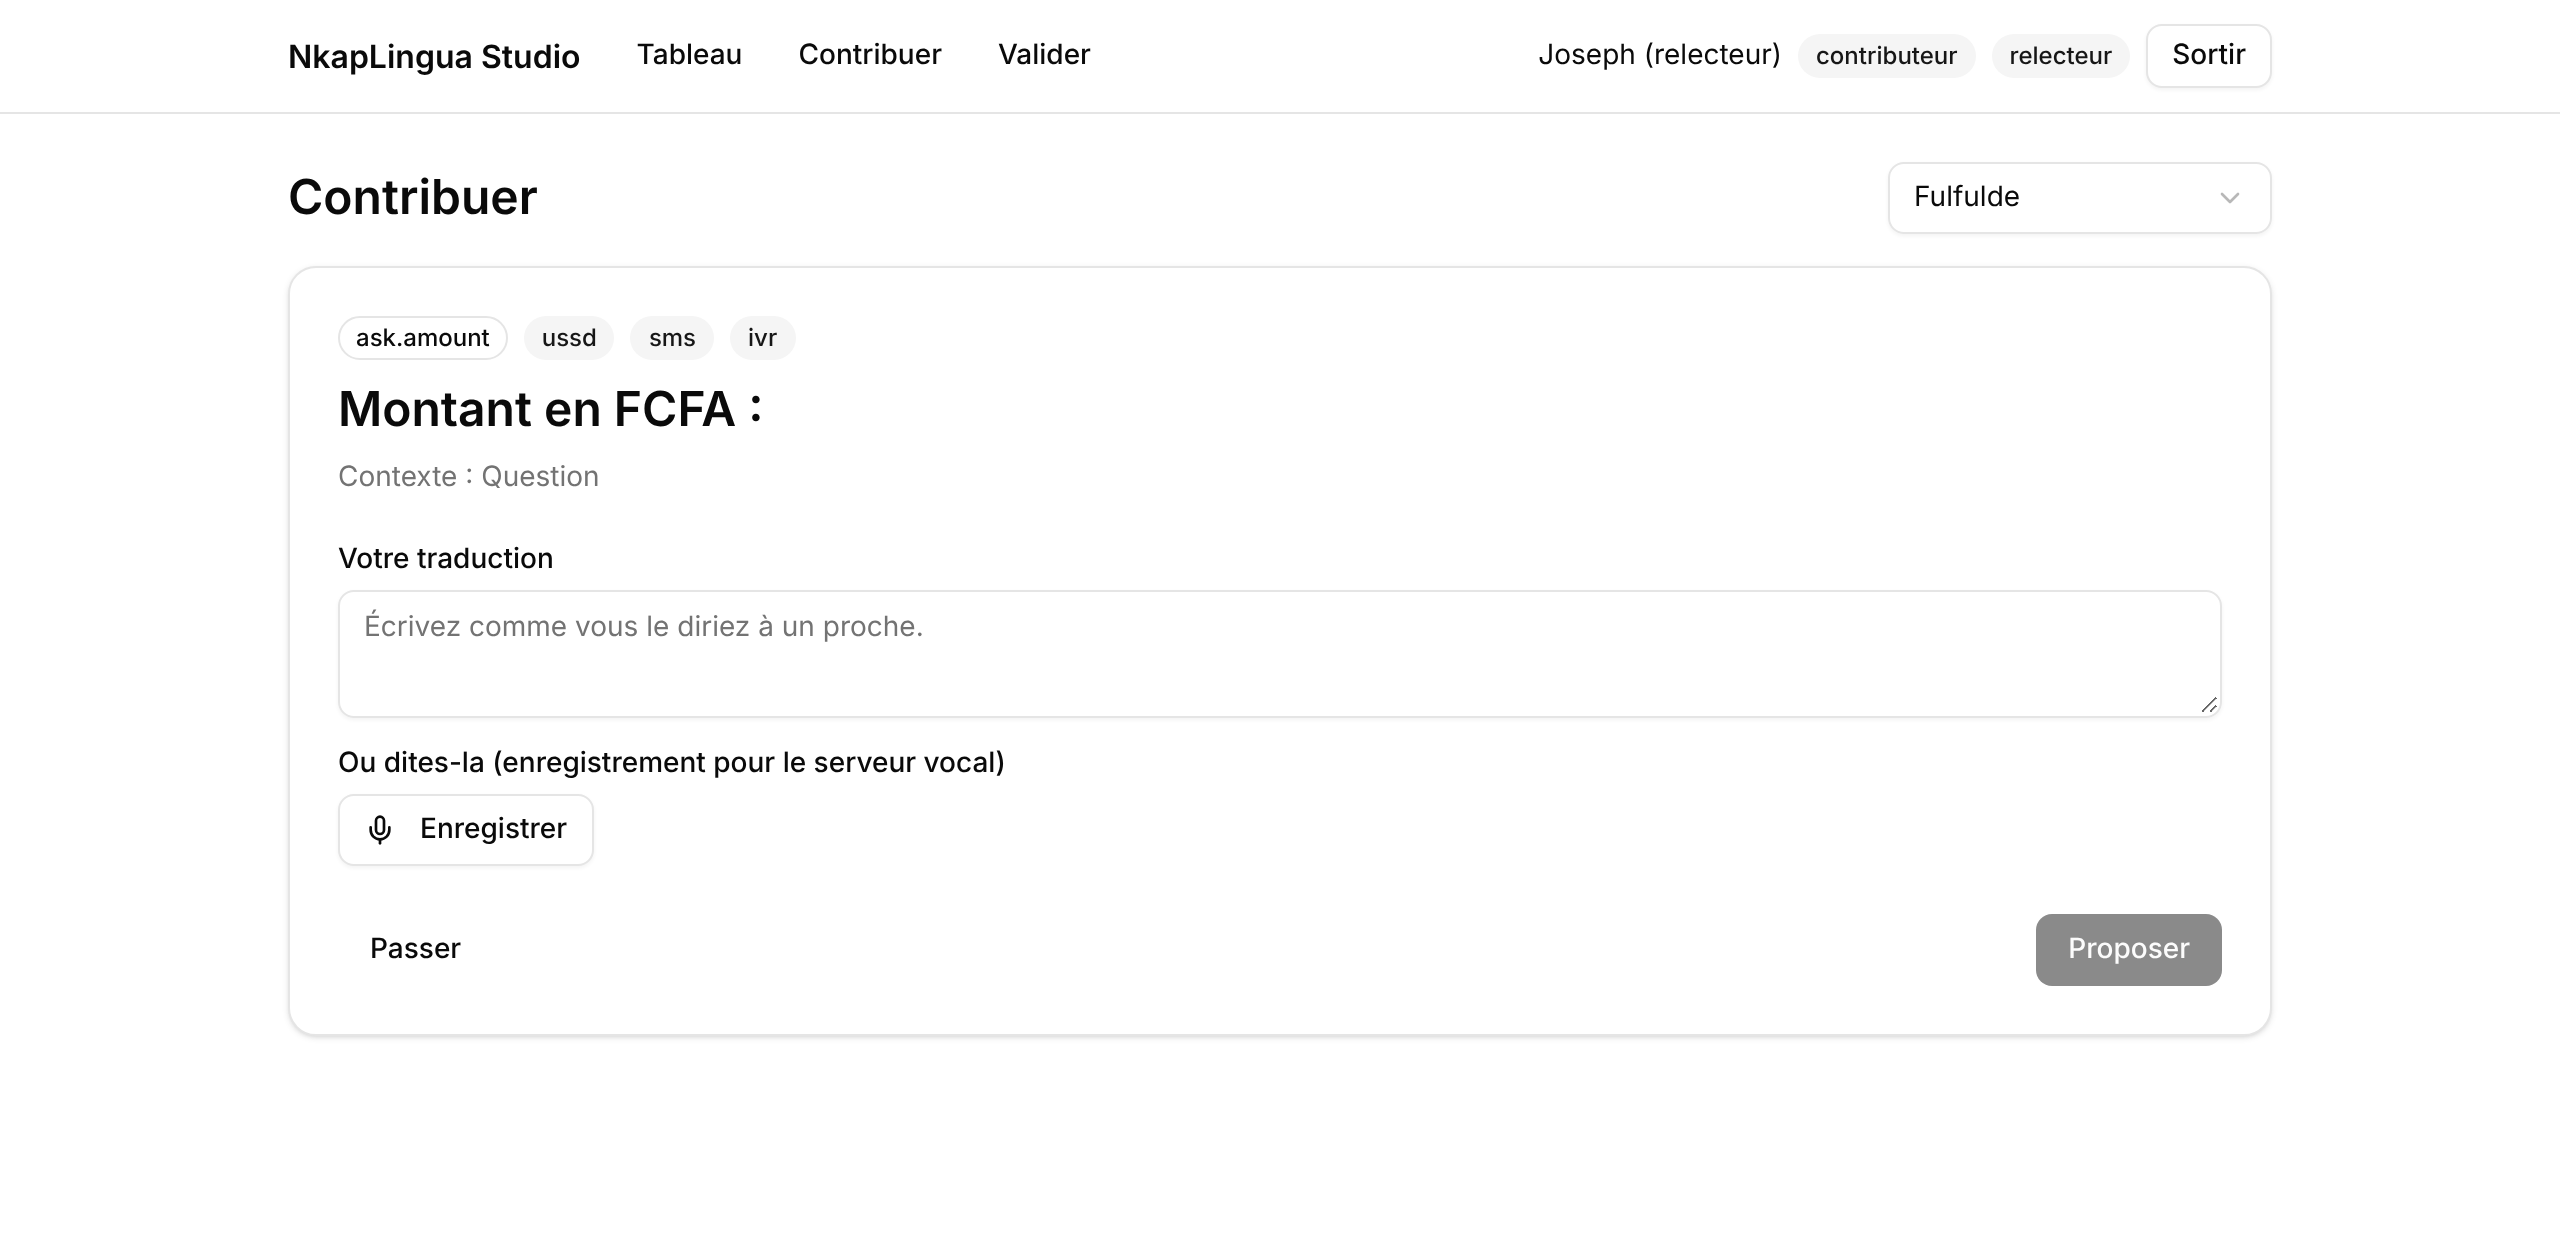 NkapLingua Studio Tableau Contribuer Valider Joseph (relecteur) contributeur relecteur Sortir
Contribuer Fulfulde
ask.amount ussd sms ivr
Montant en FCFA :
Contexte : Question
Votre traduction
Écrivez comme vous le diriez à un proche.
Ou dites-la (enregistrement pour le serveur vocal)
Enregistrer
Passer Proposer